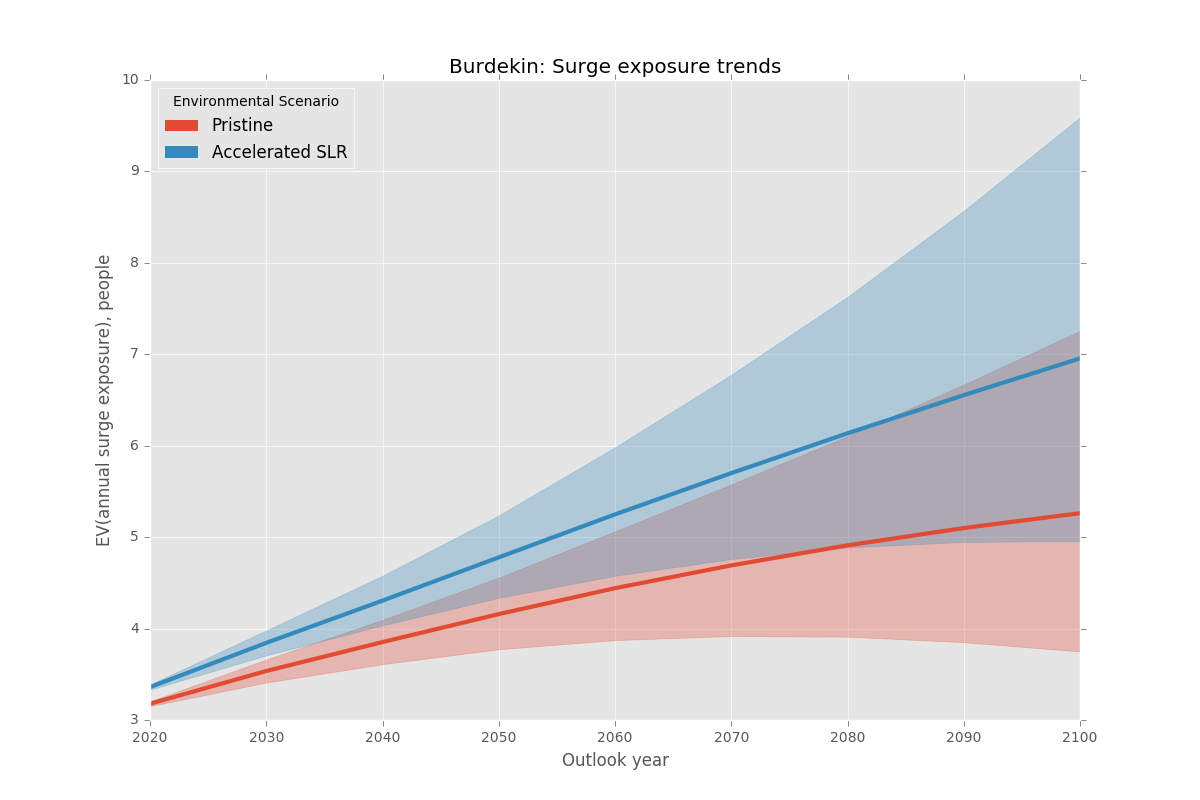 Burdekin: Surge exposure trends
Environmental Scenario
Pristine
Accelerated SLR
EV(annual surge exposure), people
10
9
8
7
6
5
4
3
2020 2030 2040 2050 2060 2070 2080 2090 2100
Outlook year